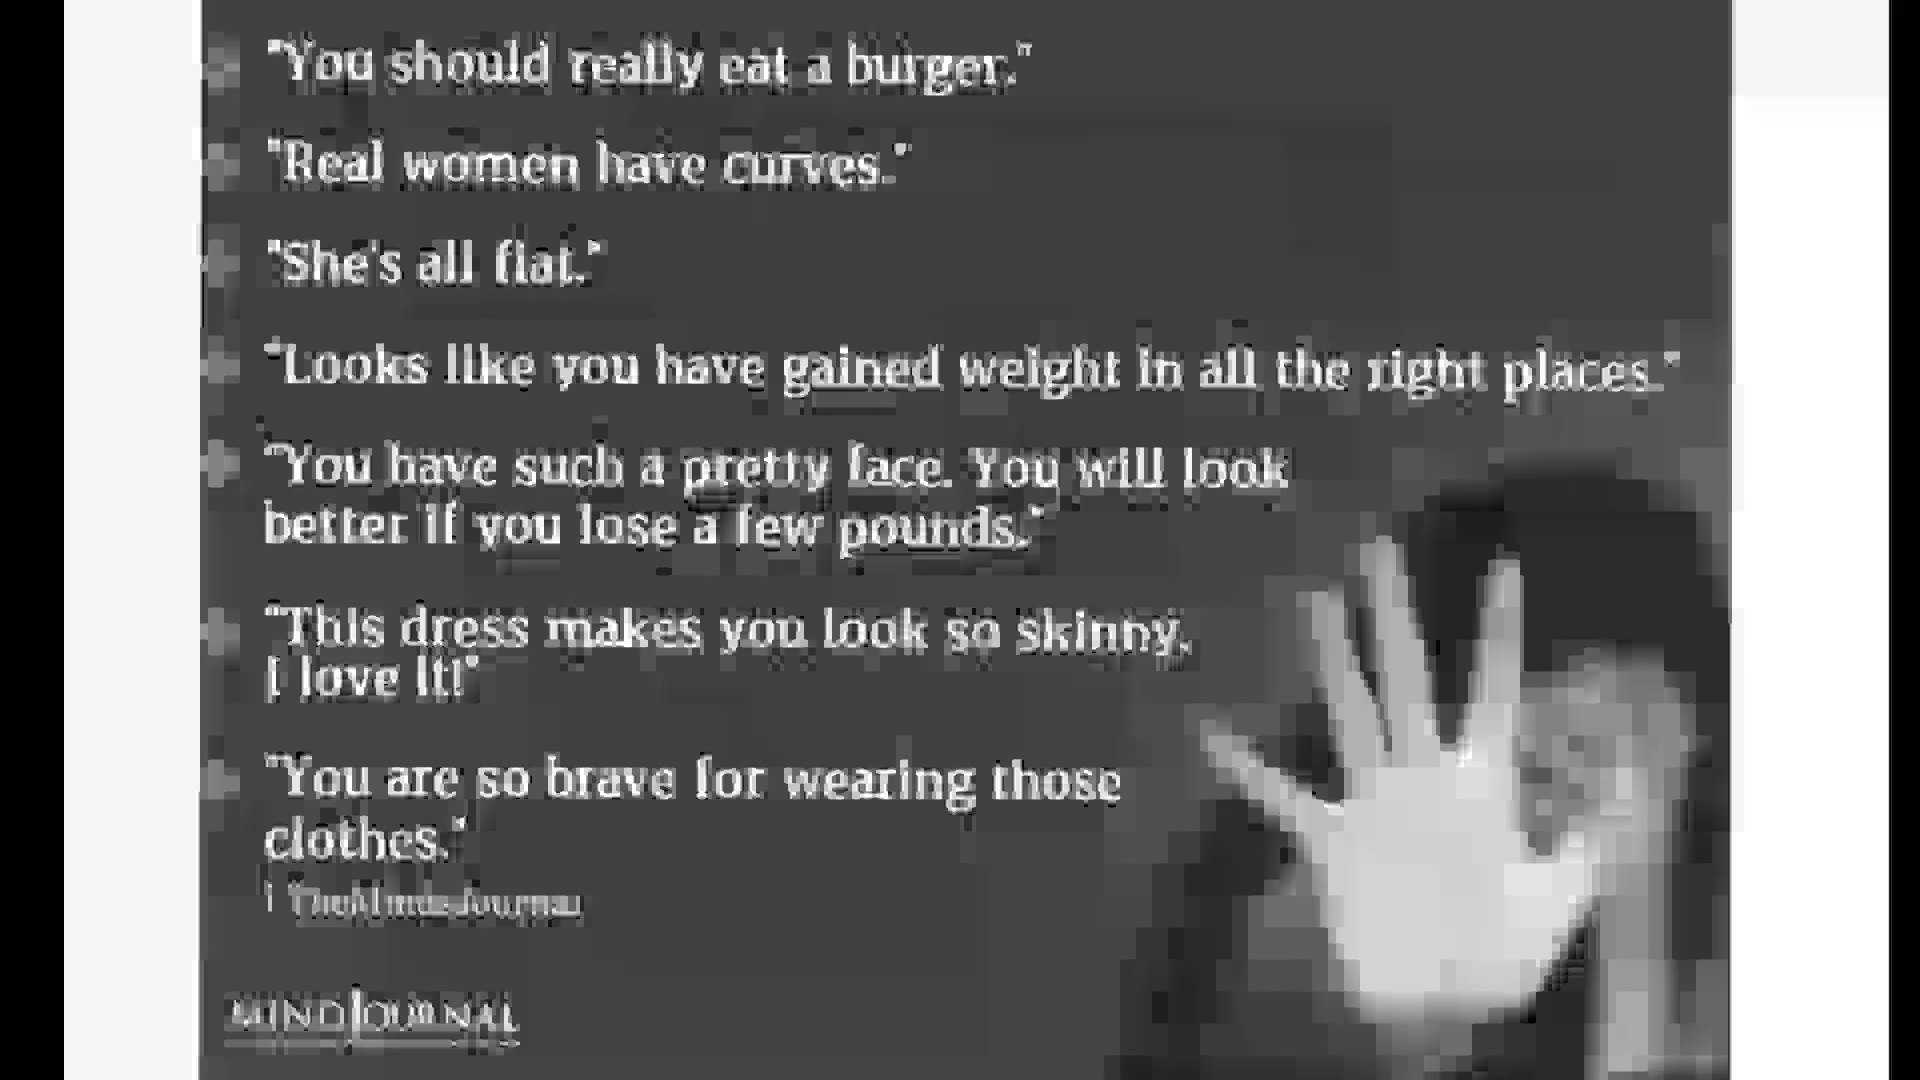 "You should really eat a burger."
"Real women have curves."
"She's all flat."
"Looks like you have gained weight in all the right places."
"You have such a pretty face. You will look
better if you lose a few pounds."
"This dress makes you look so skinny,
I love it!"
"You are so brave for wearing those
clothes."
| TheMindsJournal
MIND JOURNAL